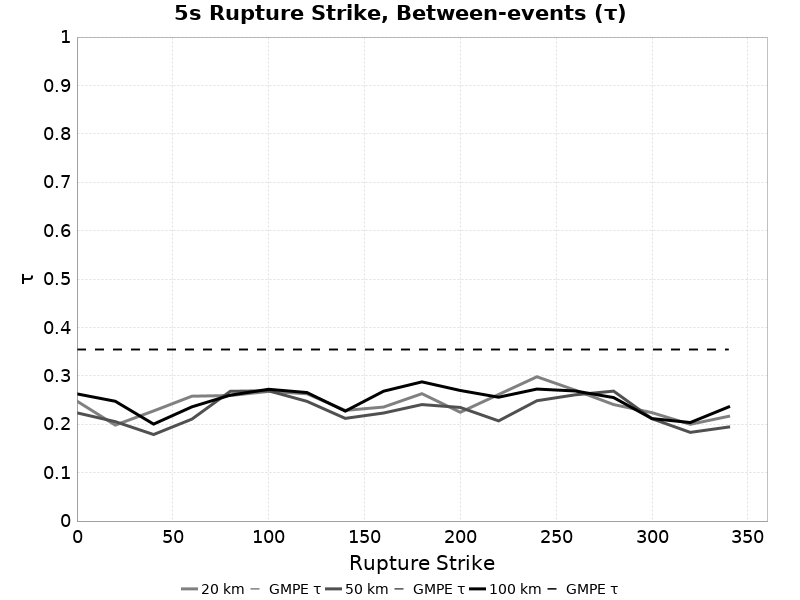 5s Rupture Strike, Between-events (τ)
1
0.9
0.8
0.7
0.6
0.5
τ
0.4
0.3
0.2
0.1
0
0 50 100 150 200 250 300 350
Rupture Strike
20 km GMPE τ 50 km GMPE τ 100 km GMPE τ